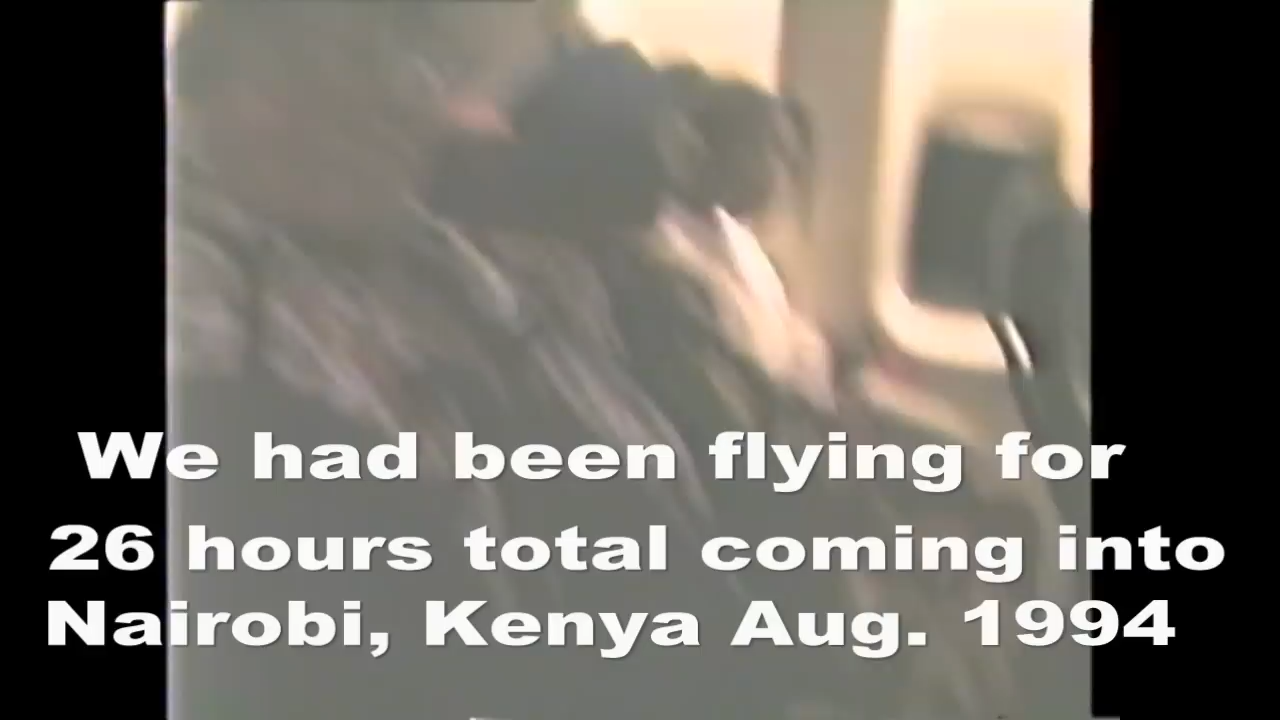 We had been flying for
26 hours total coming into
Nairobi, Kenya Aug. 1994